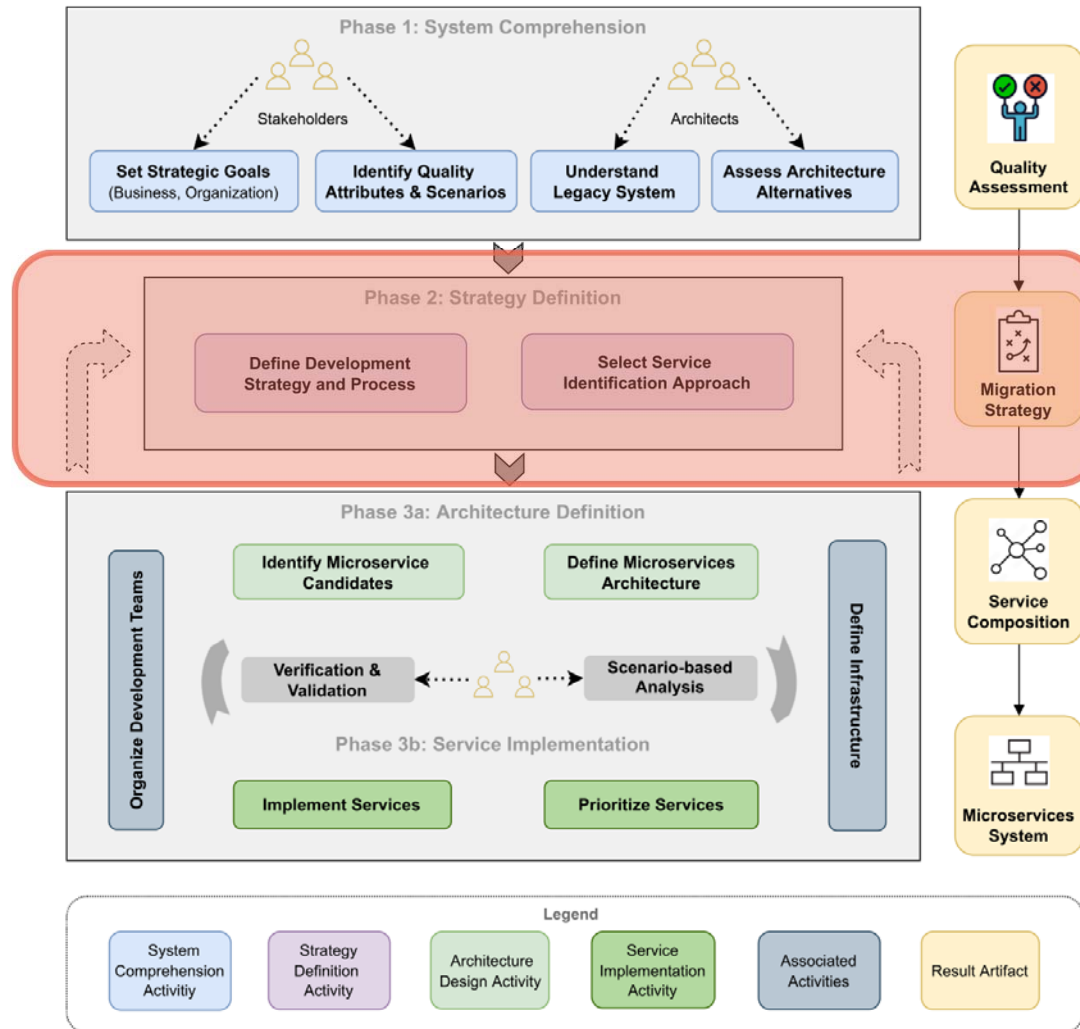 Phase 1: System Comprehension
Stakeholders
Architects
Set Strategic Goals
(Business, Organization)
Identify Quality
Attributes & Scenarios
Understand
Legacy System
Assess Architecture
Alternatives
Quality
Assessment
Phase 2: Strategy Definition
Define Development
Strategy and Process
Select Service
Identification Approach
Migration
Strategy
Phase 3a: Architecture Definition
Organize Development Teams
Identify Microservice
Candidates
Define Microservices
Architecture
Define Infrastructure
Verification &
Validation
Scenario-based
Analysis
Service
Composition
Phase 3b: Service Implementation
Implement Services
Prioritize Services
Microservices
System
Legend
System
Comprehension
Activitiy
Strategy
Definition
Activity
Architecture
Design Activity
Service
Implementation
Activity
Associated
Activities
Result Artifact